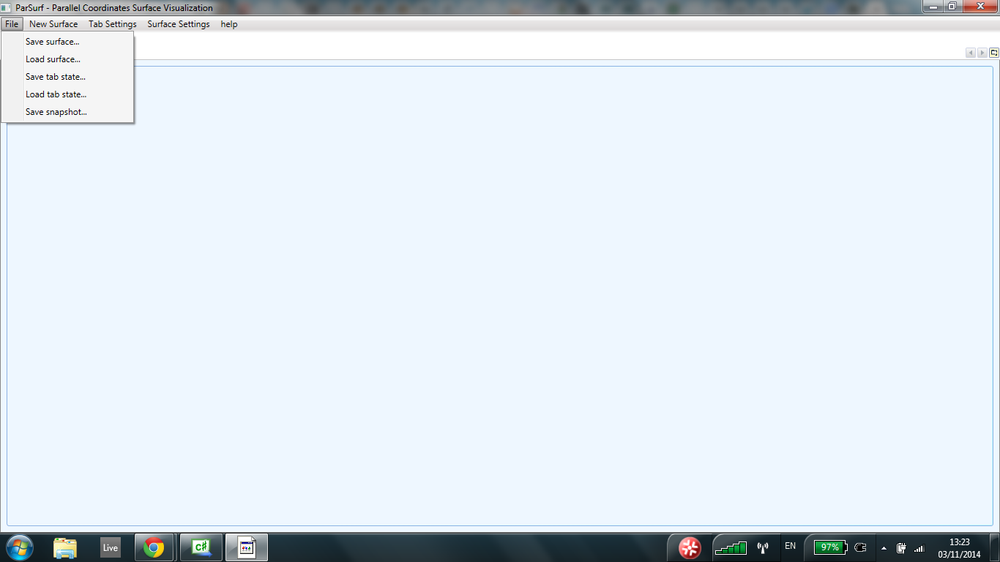 ParSurf - Parallel Coordinates Surface Visualization
File New Surface Tab Settings Surface Settings help
Save surface...
Load surface...
Save tab state...
Load tab state...
Save snapshot...
Live C# EN 97% 13:23
03/11/2014